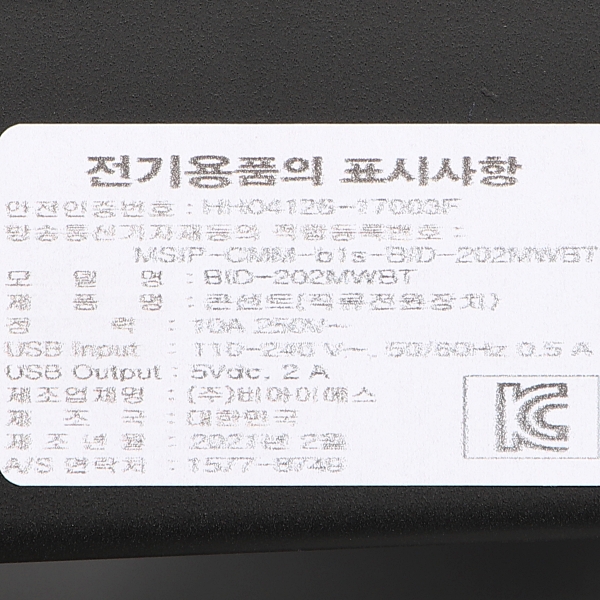 전기용품의 표시사항
안전인증번호 : HH04126-17003F
방송통신기자재등의 적합등록번호 :
MSIP-CMM-b1s-BID-202MWBT
모 델 명 : BID-202MWBT
제 품 명 : 콘센트(직류전원장치)
정 격 : 10A 250V~
USB Input : 110-240 V~, 50/60Hz 0.5 A
USB Output : 5Vdc, 2 A
제조업체명 : (주)비아이에스
제 조 국 : 대한민국
제 조 년 월 : 2021년 2월
A/S 연락처 : 1577-8748
KC